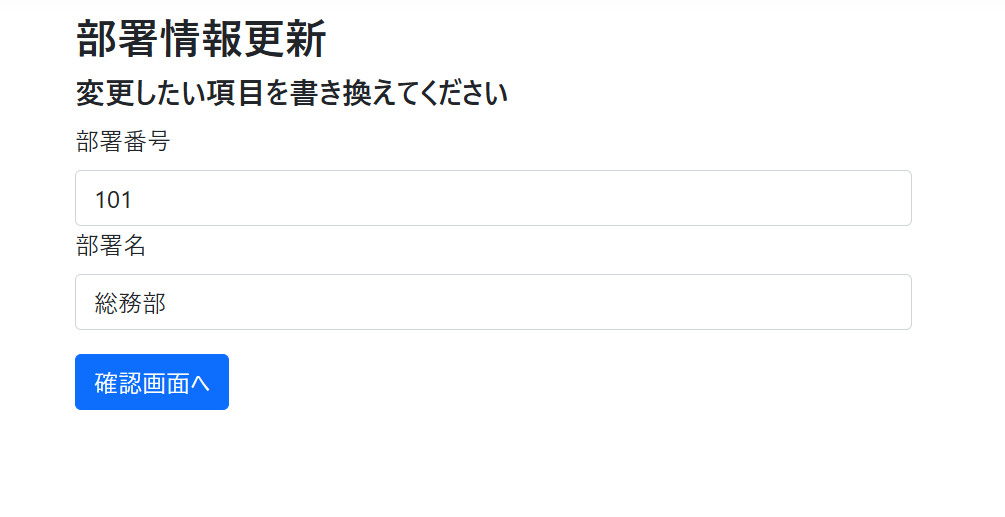 部署情報更新
変更したい項目を書き換えてください
部署番号
101
部署名
総務部
確認画面へ